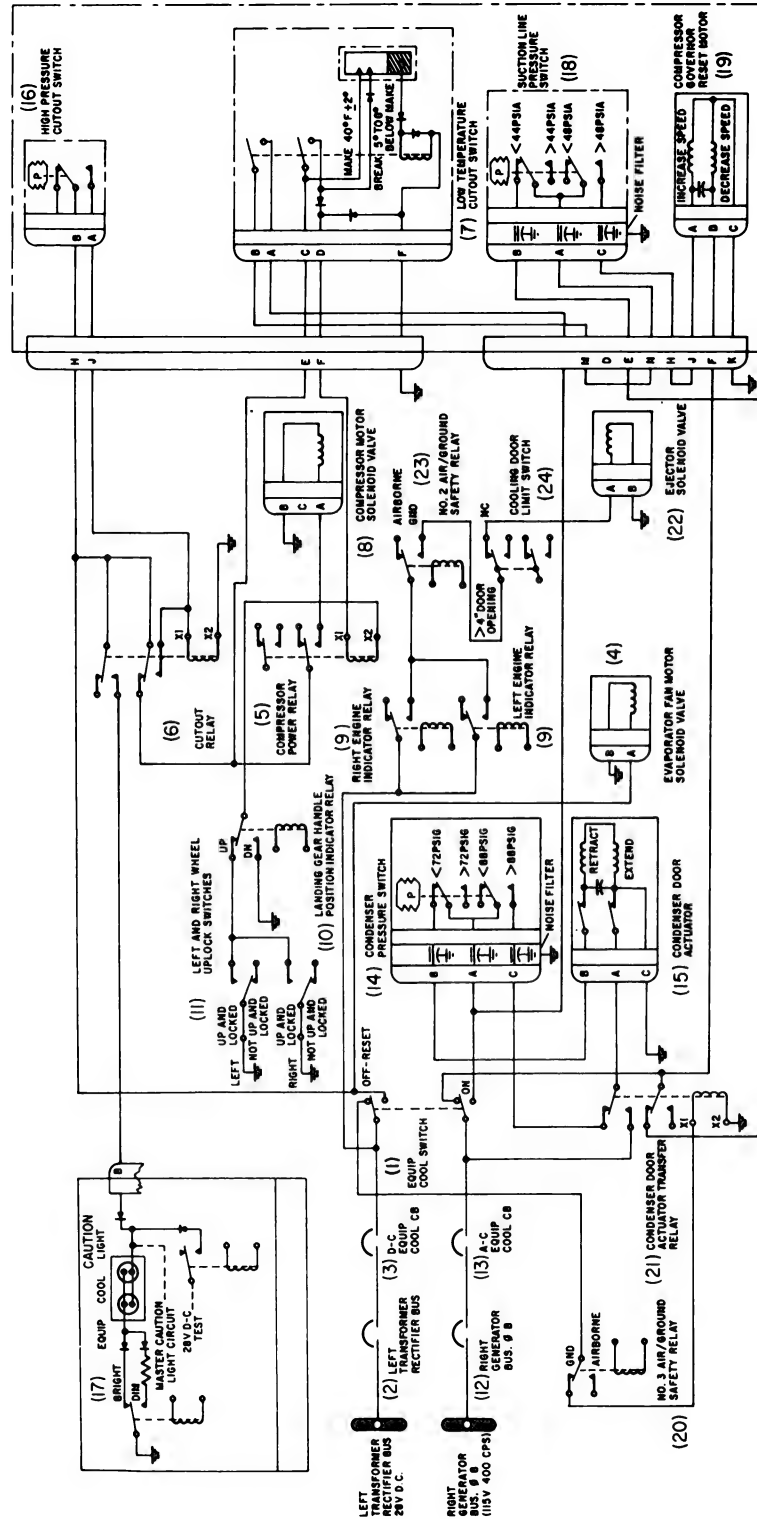 (16)
HIGH PRESSURE
CUTOUT SWITCH
P
B
A
MAKE 40°F ±2°
BELOW MAKE
LOW TEMPERATURE
CUTOUT SWITCH
(7)
B
A
C
D
F
SUCTION LINE
PRESSURE
SWITCH
(18)
P
<44PSIA
>44PSIA
<48PSIA
>48PSIA
NOISE FILTER
B
A
C
COMPRESSOR
GOVERNOR
RESET MOTOR
(19)
INCREASE SPEED
DECREASE SPEED
A
B
C
H
J
E
F
M
D
E
N
H
J
F
K
COMPRESSOR MOTOR
SOLENOID VALVE
(8)
B
C
A
AIRBORNE
GND
(23)
NO. 2 AIR/GROUND
SAFETY RELAY
NC
COOLING DOOR
LIMIT SWITCH
(24)
>4" DOOR
OPENING
EJECTOR
SOLENOID VALVE
(22)
A
B
X1
X2
(6)
CUTOUT
RELAY
X1
X2
(5)
COMPRESSOR
POWER RELAY
(9)
RIGHT ENGINE
INDICATOR RELAY
LEFT ENGINE
INDICATOR RELAY
(9)
(4)
EVAPORATOR FAN MOTOR
SOLENOID VALVE
B
A
LEFT AND RIGHT WHEEL
UPLOCK SWITCHES
(11)
UP
DN
LANDING GEAR HANDLE
POSITION INDICATOR RELAY
(10)
UP AND
LOCKED
LEFT
NOT UP AND
LOCKED
UP AND
LOCKED
RIGHT
NOT UP AND
LOCKED
CONDENSER
PRESSURE SWITCH
(14)
P
<72PSIG
>72PSIG
<88PSIG
>88PSIG
NOISE FILTER
B
A
C
RETRACT
EXTEND
B
A
C
CONDENSER DOOR
ACTUATOR
(15)
OFF-RESET
ON
(1)
EQUIP
COOL SWITCH
X1
X2
(21) CONDENSER DOOR
ACTUATOR TRANSFER
RELAY
(17)
EQUIP COOL
CAUTION
LIGHT
B
BRIGHT
DIM
MASTER CAUTION
LIGHT CIRCUIT
28V D-C
TEST
(3) D-C
EQUIP
COOL CB
(13) A-C
EQUIP
COOL CB
(2) LEFT
TRANSFORMER
RECTIFIER BUS
(12) RIGHT
GENERATOR
BUS. Ø B
LEFT
TRANSFORMER
RECTIFIER BUS
28V D.C.
RIGHT
GENERATOR
BUS. Ø B
(115V 400 CPS)
GND
AIRBORNE
NO. 3 AIR/GROUND
SAFETY RELAY
(20)